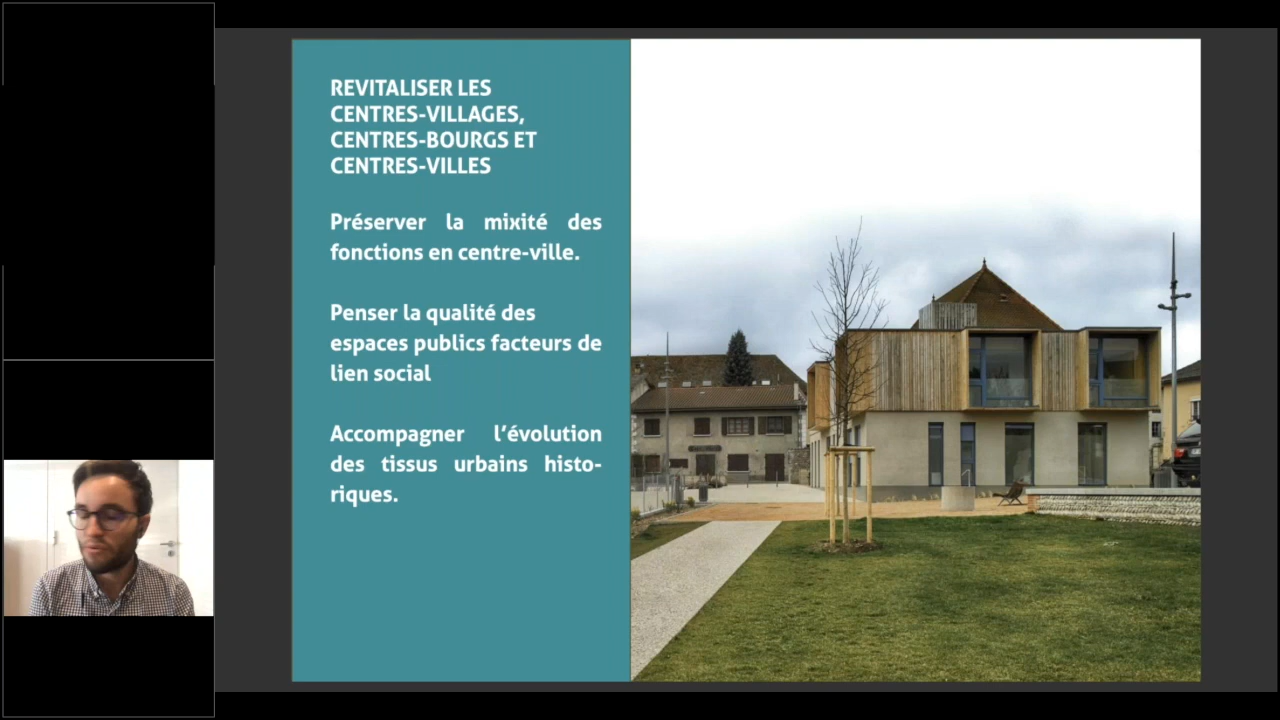 REVITALISER LES
CENTRES-VILLAGES,
CENTRES-BOURGS ET
CENTRES-VILLES
Préserver la mixité des
fonctions en centre-ville.
Penser la qualité des
espaces publics facteurs de
lien social
Accompagner l’évolution
des tissus urbains histo-
riques.